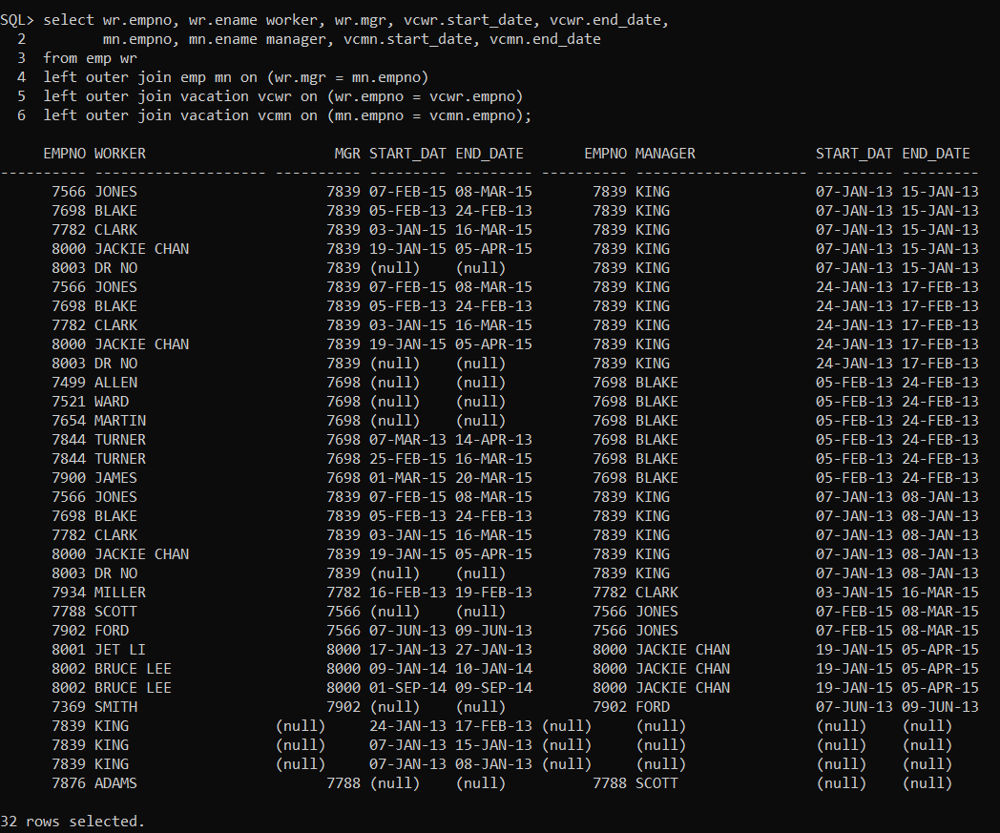 SQL> select wr.empno, wr.ename worker, wr.mgr, vcwr.start_date, vcwr.end_date,
  2         mn.empno, mn.ename manager, vcmn.start_date, vcmn.end_date
  3  from emp wr
  4  left outer join emp mn on (wr.mgr = mn.empno)
  5  left outer join vacation vcwr on (wr.empno = vcwr.empno)
  6  left outer join vacation vcmn on (mn.empno = vcmn.empno);
     EMPNO WORKER                      MGR START_DAT END_DATE       EMPNO MANAGER              START_DAT END_DATE
---------- -------------------- ---------- --------- --------- ---------- -------------------- --------- ---------
      7566 JONES                      7839 07-FEB-15 08-MAR-15       7839 KING                 07-JAN-13 15-JAN-13
      7698 BLAKE                      7839 05-FEB-13 24-FEB-13       7839 KING                 07-JAN-13 15-JAN-13
      7782 CLARK                      7839 03-JAN-15 16-MAR-15       7839 KING                 07-JAN-13 15-JAN-13
      8000 JACKIE CHAN                7839 19-JAN-15 05-APR-15       7839 KING                 07-JAN-13 15-JAN-13
      8003 DR NO                      7839 (null)    (null)          7839 KING                 07-JAN-13 15-JAN-13
      7566 JONES                      7839 07-FEB-15 08-MAR-15       7839 KING                 24-JAN-13 17-FEB-13
      7698 BLAKE                      7839 05-FEB-13 24-FEB-13       7839 KING                 24-JAN-13 17-FEB-13
      7782 CLARK                      7839 03-JAN-15 16-MAR-15       7839 KING                 24-JAN-13 17-FEB-13
      8000 JACKIE CHAN                7839 19-JAN-15 05-APR-15       7839 KING                 24-JAN-13 17-FEB-13
      8003 DR NO                      7839 (null)    (null)          7839 KING                 24-JAN-13 17-FEB-13
      7499 ALLEN                      7698 (null)    (null)          7698 BLAKE                05-FEB-13 24-FEB-13
      7521 WARD                       7698 (null)    (null)          7698 BLAKE                05-FEB-13 24-FEB-13
      7654 MARTIN                     7698 (null)    (null)          7698 BLAKE                05-FEB-13 24-FEB-13
      7844 TURNER                     7698 07-MAR-13 14-APR-13       7698 BLAKE                05-FEB-13 24-FEB-13
      7844 TURNER                     7698 25-FEB-15 16-MAR-15       7698 BLAKE                05-FEB-13 24-FEB-13
      7900 JAMES                      7698 01-MAR-15 20-MAR-15       7698 BLAKE                05-FEB-13 24-FEB-13
      7566 JONES                      7839 07-FEB-15 08-MAR-15       7839 KING                 07-JAN-13 08-JAN-13
      7698 BLAKE                      7839 05-FEB-13 24-FEB-13       7839 KING                 07-JAN-13 08-JAN-13
      7782 CLARK                      7839 03-JAN-15 16-MAR-15       7839 KING                 07-JAN-13 08-JAN-13
      8000 JACKIE CHAN                7839 19-JAN-15 05-APR-15       7839 KING                 07-JAN-13 08-JAN-13
      8003 DR NO                      7839 (null)    (null)          7839 KING                 07-JAN-13 08-JAN-13
      7934 MILLER                     7782 16-FEB-13 19-FEB-13       7782 CLARK                03-JAN-15 16-MAR-15
      7788 SCOTT                      7566 (null)    (null)          7566 JONES                07-FEB-15 08-MAR-15
      7902 FORD                       7566 07-JUN-13 09-JUN-13       7566 JONES                07-FEB-15 08-MAR-15
      8001 JET LI                     8000 17-JAN-13 27-JAN-13       8000 JACKIE CHAN          19-JAN-15 05-APR-15
      8002 BRUCE LEE                  8000 09-JAN-14 10-JAN-14       8000 JACKIE CHAN          19-JAN-15 05-APR-15
      8002 BRUCE LEE                  8000 01-SEP-14 09-SEP-14       8000 JACKIE CHAN          19-JAN-15 05-APR-15
      7369 SMITH                      7902 (null)    (null)          7902 FORD                 07-JUN-13 09-JUN-13
      7839 KING                 (null)     24-JAN-13 17-FEB-13 (null)     (null)               (null)    (null)
      7839 KING                 (null)     07-JAN-13 15-JAN-13 (null)     (null)               (null)    (null)
      7839 KING                 (null)     07-JAN-13 08-JAN-13 (null)     (null)               (null)    (null)
      7876 ADAMS                      7788 (null)    (null)          7788 SCOTT                (null)    (null)
32 rows selected.